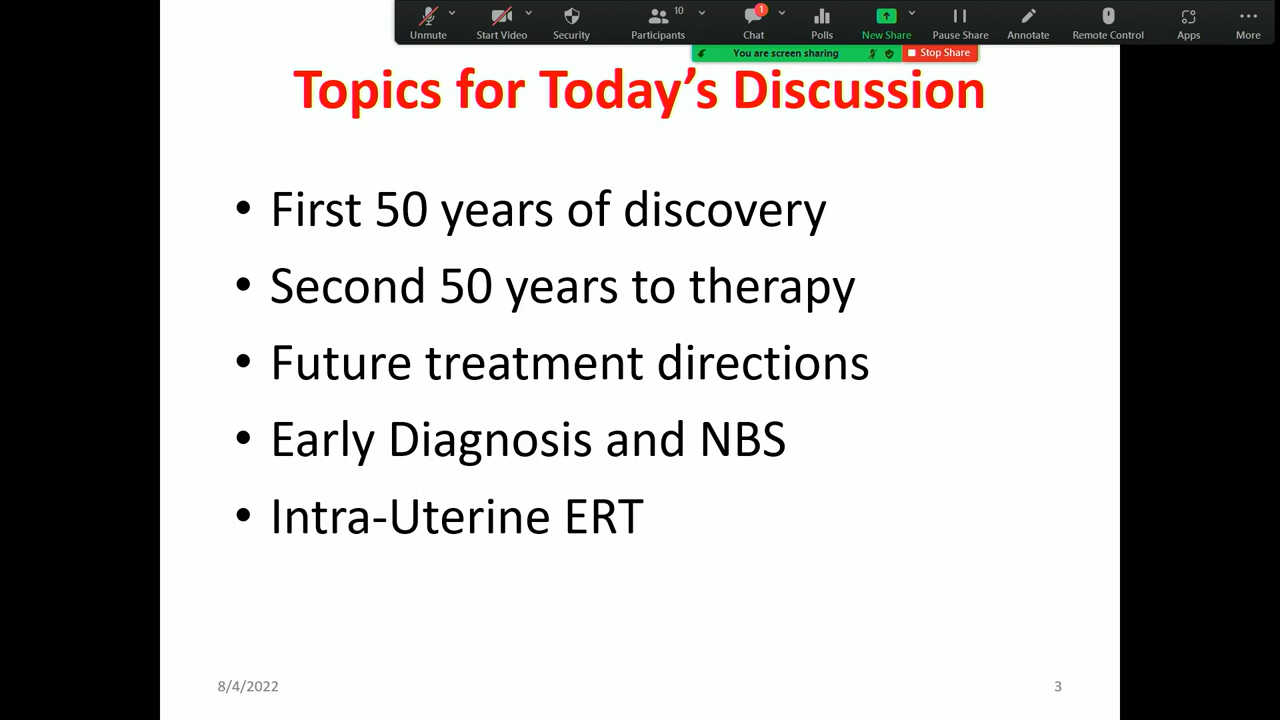 10
1
Unmute
Start Video
Security
Participants
Chat
Polls
New Share
Pause Share
Annotate
Remote Control
Apps
More
You are screen sharing
Stop Share
Topics for Today’s Discussion
• First 50 years of discovery
• Second 50 years to therapy
• Future treatment directions
• Early Diagnosis and NBS
• Intra-Uterine ERT
8/4/2022
3